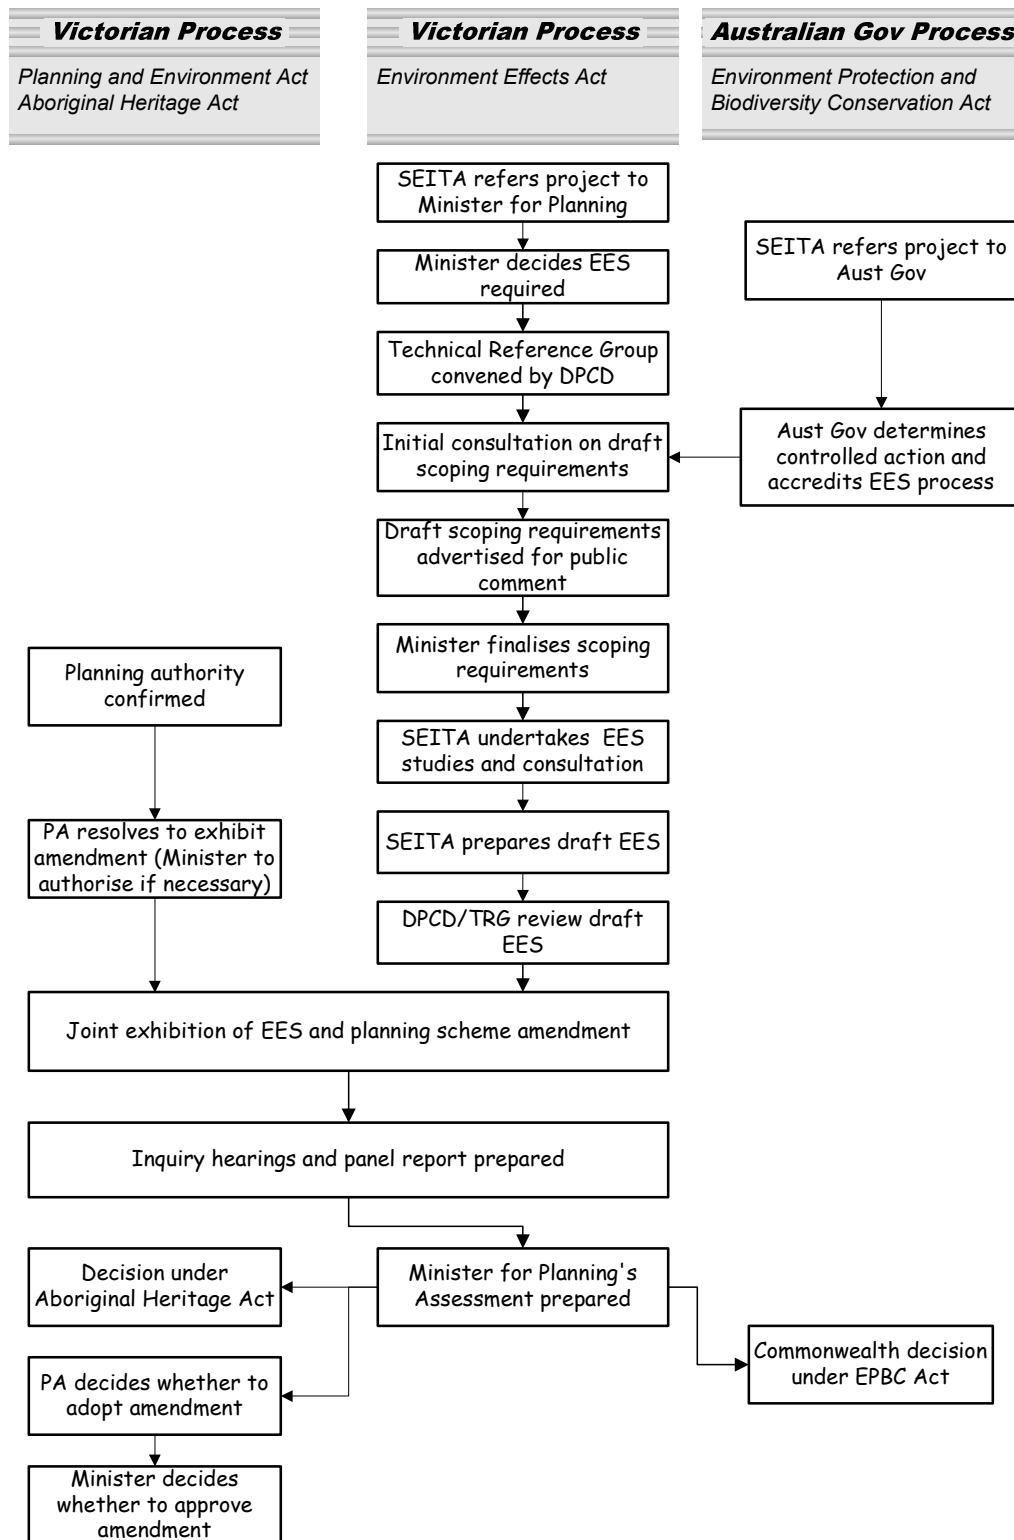 Victorian Process
Planning and Environment Act
Aboriginal Heritage Act
Victorian Process
Environment Effects Act
Australian Gov Process
Environment Protection and
Biodiversity Conservation Act
SEITA refers project to
Minister for Planning
Minister decides EES
required
Technical Reference Group
convened by DPCD
SEITA refers project to
Aust Gov
Initial consultation on draft
scoping requirements
Aust Gov determines
controlled action and
accredits EES process
Draft scoping requirements
advertised for public
comment
Minister finalises scoping
requirements
Planning authority
confirmed
SEITA undertakes EES
studies and consultation
PA resolves to exhibit
amendment (Minister to
authorise if necessary)
SEITA prepares draft EES
DPCD/TRG review draft
EES
Joint exhibition of EES and planning scheme amendment
Inquiry hearings and panel report prepared
Decision under
Aboriginal Heritage Act
Minister for Planning's
Assessment prepared
Commonwealth decision
under EPBC Act
PA decides whether to
adopt amendment
Minister decides
whether to approve
amendment